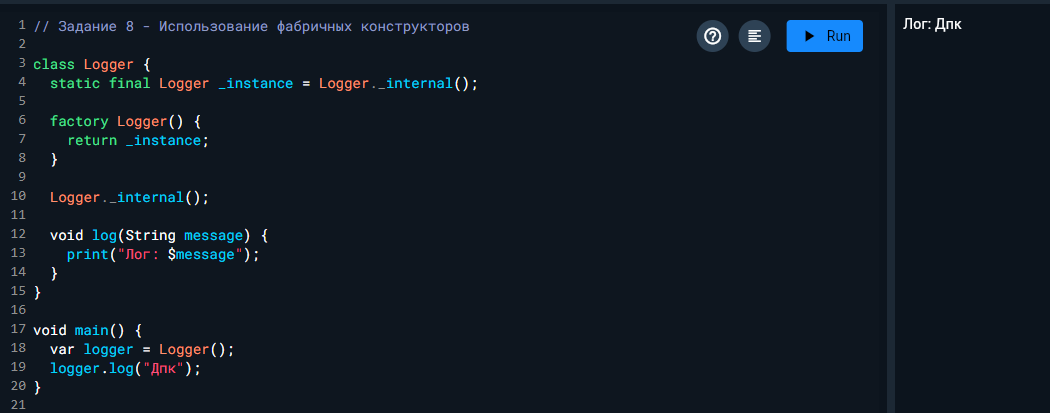 1 // Задание 8 - Использование фабричных конструкторов
2
3 class Logger {
4   static final Logger _instance = Logger._internal();
5
6   factory Logger() {
7     return _instance;
8   }
9
10   Logger._internal();
11
12   void log(String message) {
13     print("Лог: $message");
14   }
15 }
16
17 void main() {
18   var logger = Logger();
19   logger.log("Дпк");
20 }
21
Run
Лог: Дпк